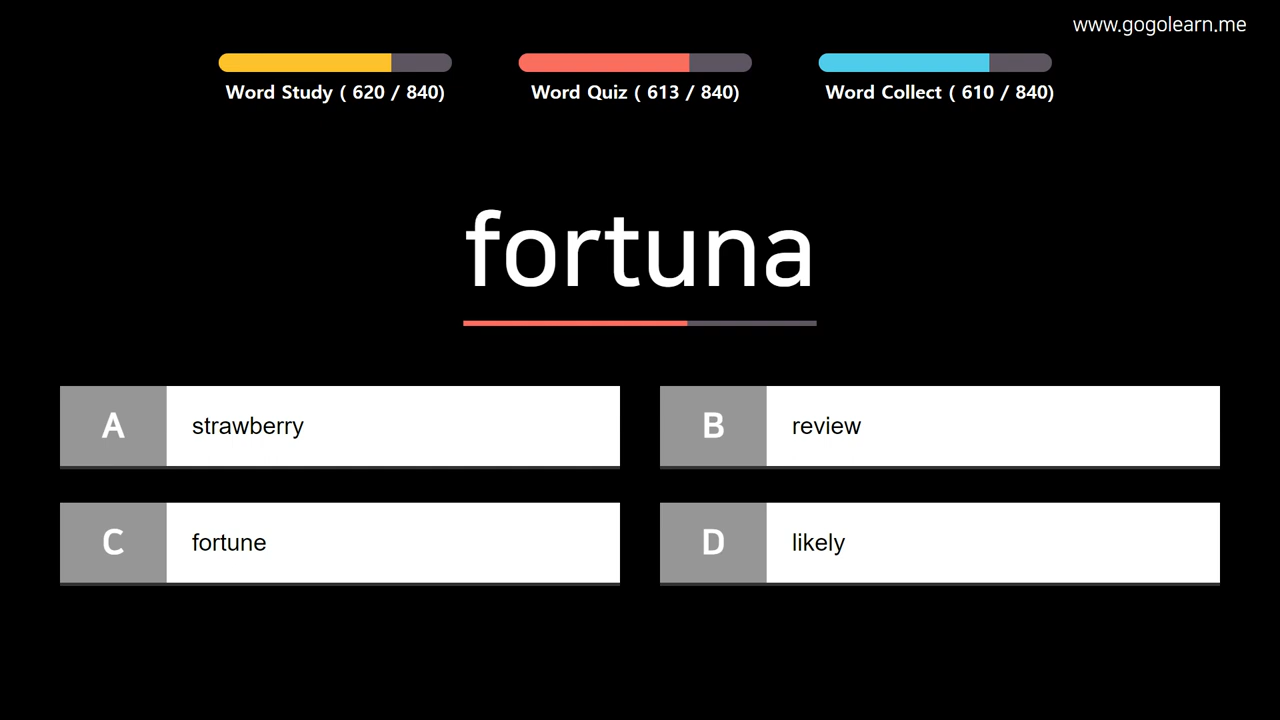 www.gogolearn.me
Word Study ( 620 / 840)
Word Quiz ( 613 / 840)
Word Collect ( 610 / 840)
fortuna
A strawberry
B review
C fortune
D likely